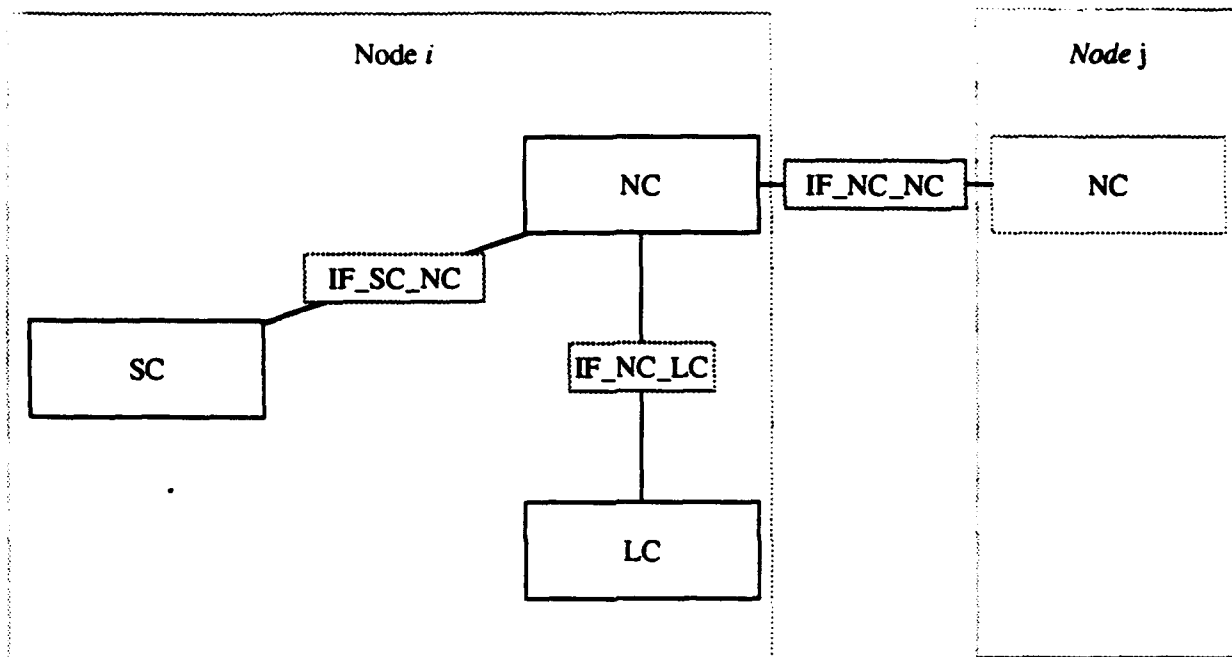 Node i
Node j
NC
IF_NC_NC
NC
IF_SC_NC
SC
IF_NC_LC
LC